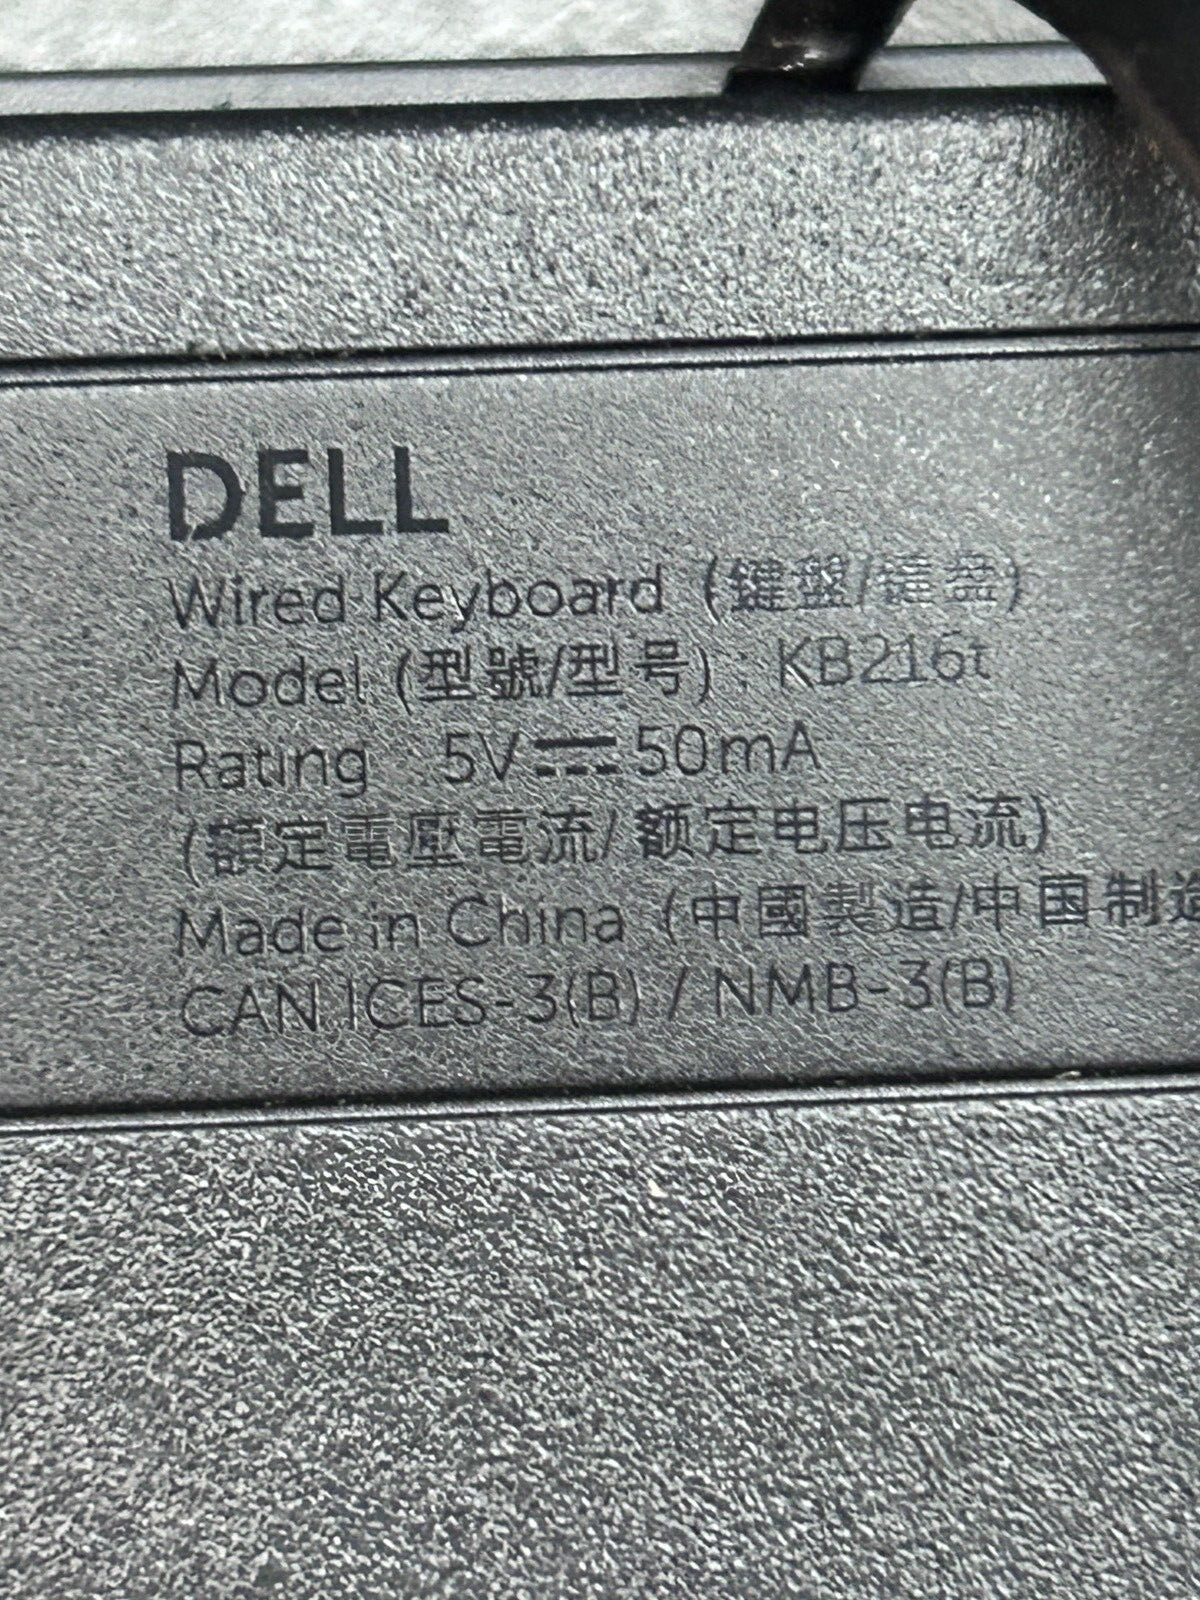 DELL
Wired Keyboard (鍵盤/键盘)
Model (型號/型号) : KB216t
Rating 5V⎓50mA
(額定電壓電流/额定电压电流)
Made in China (中國製造/中国制造
CAN ICES-3(B) / NMB-3(B)